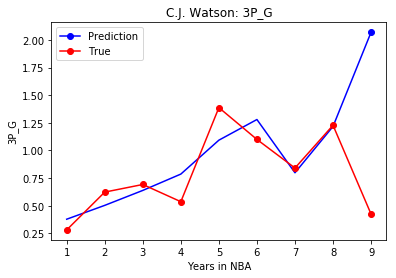 C.J. Watson: 3P_G
Prediction
True
2.00
1.75
1.50
1.25
1.00
0.75
0.50
0.25
3P_G
1 2 3 4 5 6 7 8 9
Years in NBA